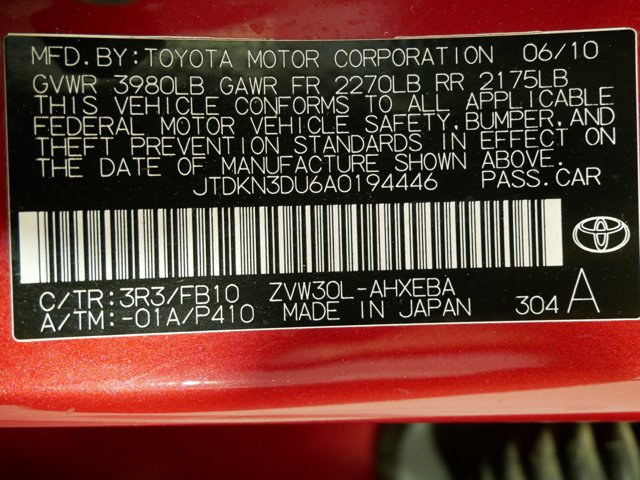 MFD.BY:TOYOTA MOTOR CORPORATION 06/10
GVWR 3980LB GAWR FR 2270LB RR 2175LB
THIS VEHICLE CONFORMS TO ALL APPLICABLE
FEDERAL MOTOR VEHICLE SAFETY,BUMPER,AND
THEFT PREVENTION STANDARDS IN EFFECT ON
THE DATE OF MANUFACTURE SHOWN ABOVE.
JTDKN3DU6A0194446 PASS.CAR
C/TR:3R3/FB10 ZVW30L-AHXEBA
A/TM:-01A/P410 MADE IN JAPAN 304 A